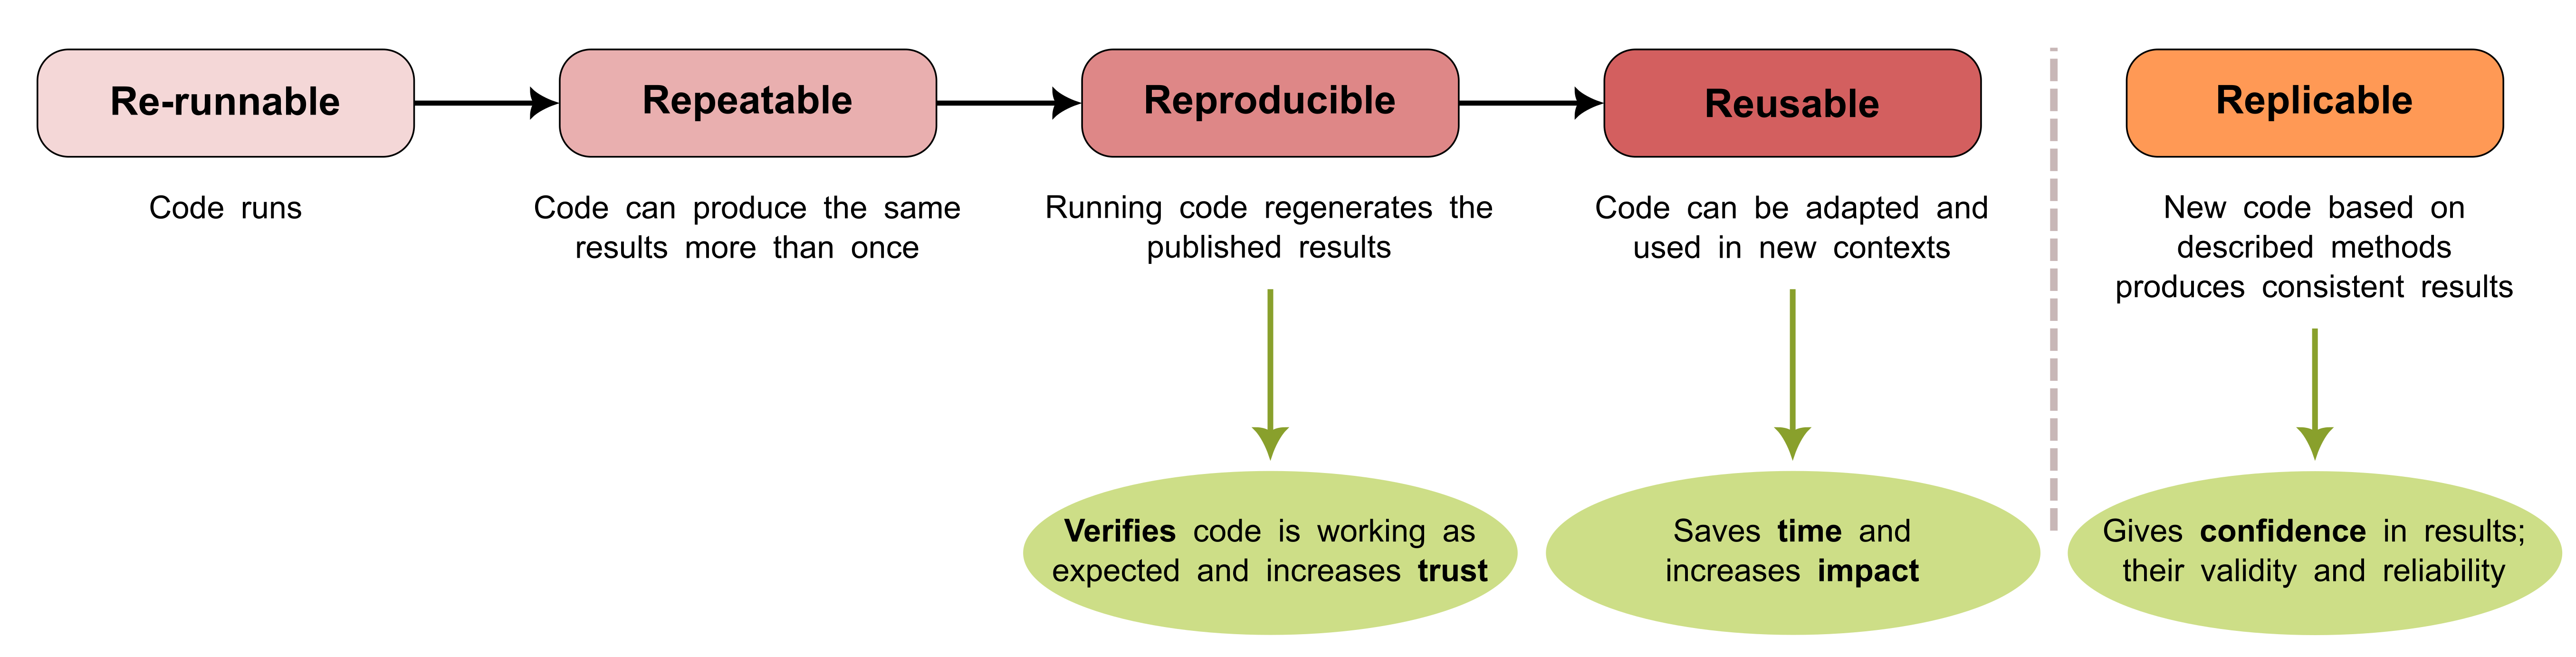 Re-runnable
Code runs
Repeatable
Code can produce the same
results more than once
Reproducible
Running code regenerates the
published results
Verifies code is working as
expected and increases trust
Reusable
Code can be adapted and
used in new contexts
Saves time and
increases impact
Replicable
New code based on
described methods
produces consistent results
Gives confidence in results;
their validity and reliability